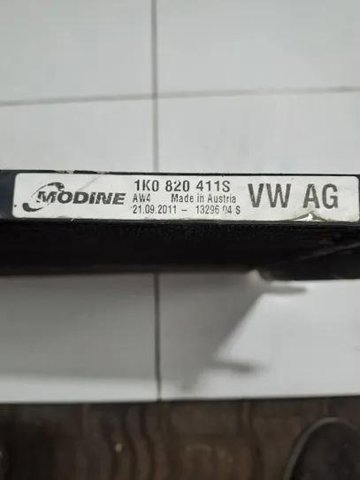 MODINE 1K0 820 411S VW AG
AW4 Made in Austria
21.09.2011 – 13296 04 S